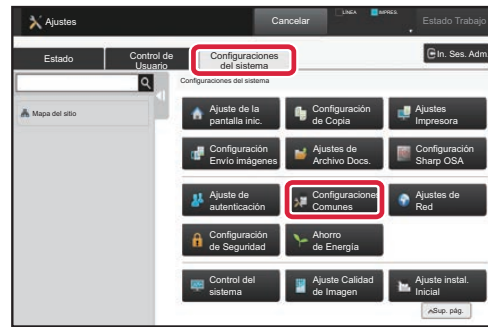 Ajustes
Cancelar
LÍNEA
IMPRES.
Estado Trabajo
Estado
Control de
Usuario
Configuraciones
del sistema
In. Ses. Adm.
Configuraciones del sistema
Mapa del sitio
Ajuste de la
pantalla inic.
Configuración
de Copia
Ajustes
Impresora
Configuración
Envío imágenes
Ajustes de
Archivo Docs.
Configuración
Sharp OSA
Ajuste de
autenticación
Configuraciones
Comunes
Ajustes de
Red
Configuración
de Seguridad
Ahorro
de Energía
Control del
sistema
Ajuste Calidad
de Imagen
Ajuste instal.
Inicial
Sup. pág.